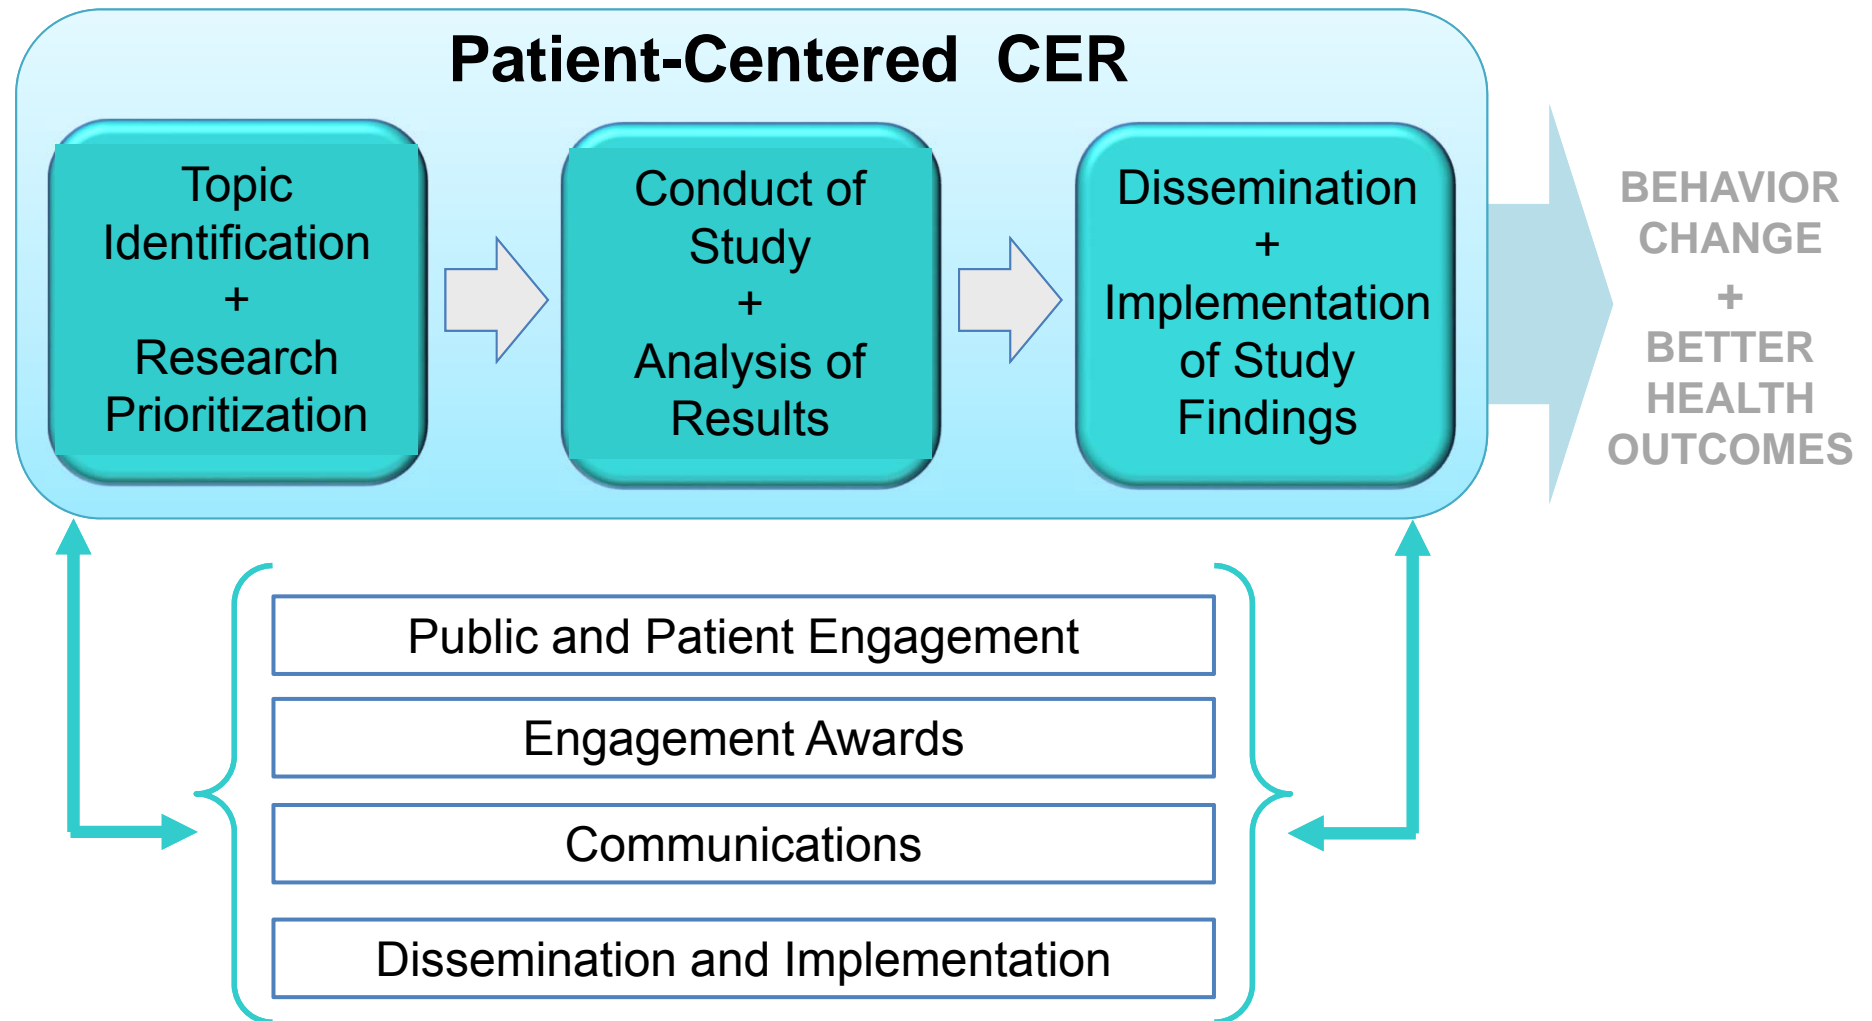 Patient-Centered CER
Topic
Identification
+
Research
Prioritization
Conduct of
Study
+
Analysis of
Results
Dissemination
+
Implementation
of Study
Findings
BEHAVIOR
CHANGE
+
BETTER
HEALTH
OUTCOMES
Public and Patient Engagement
Engagement Awards
Communications
Dissemination and Implementation